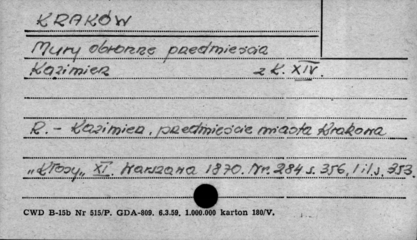 KRAKÓW
Mury obronne przedmieścia
Kazimierz z k. XIV.
R. - Kazimierz, przedmieście miasta Krakowa
"Kłosy" XI. Warszawa 1870. Nr. 284 s. 356, 1 il. s. 353.
CWD B-15b Nr 515/P. GDA-809. 6.3.59. 1.000.000 karton 180/V.